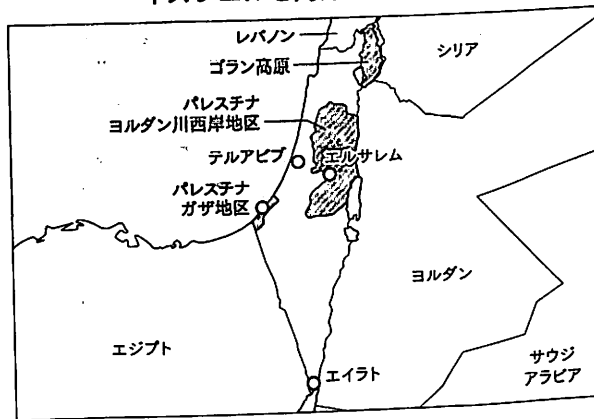 レバノン
シリア
ゴラン高原
パレスチナ
ヨルダン川西岸地区
テルアビブ
エルサレム
パレスチナ
ガザ地区
ヨルダン
エジプト
エイラト
サウジ
アラビア